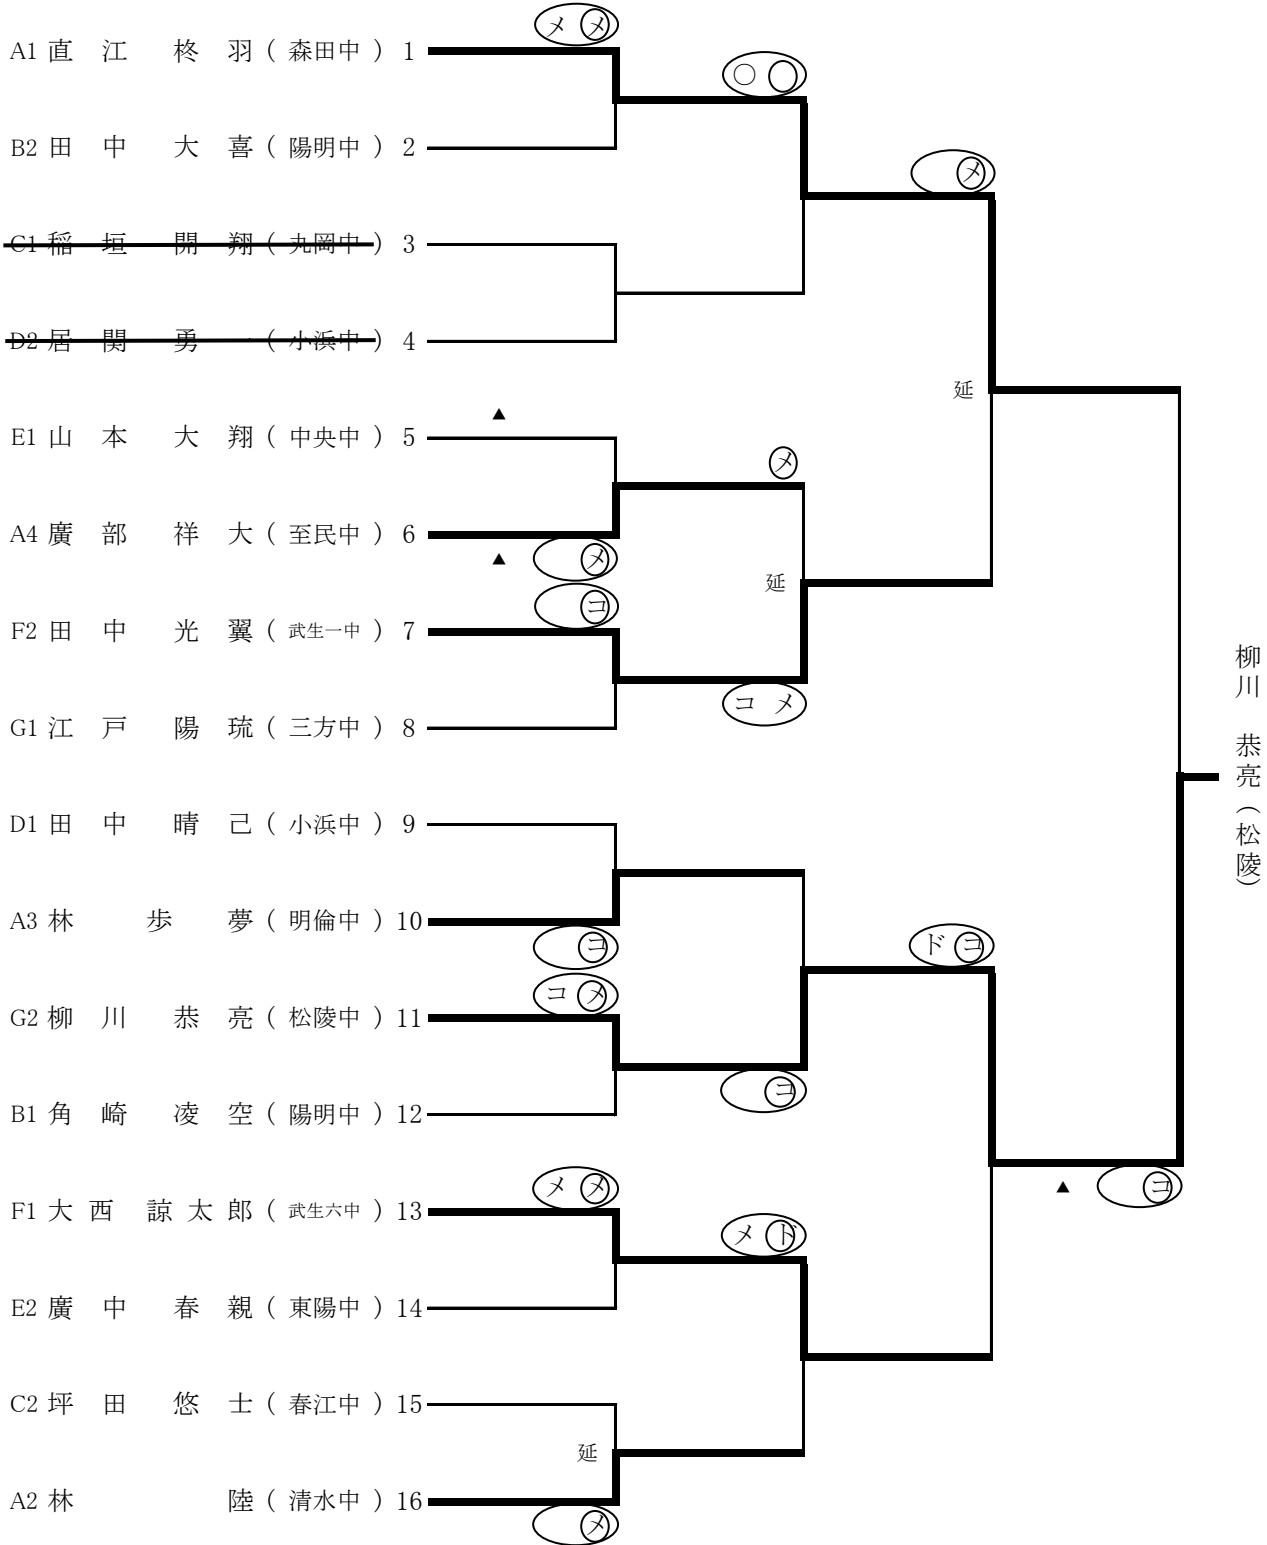 メ メ
A1 直江 柊羽 ( 森田中 ) 1
○ ○
B2 田中 大喜 ( 陽明中 ) 2
メ
C1 稲垣 開翔 ( 丸岡中 ) 3
D2 居関 勇一 ( 小浜中 ) 4
延
▲
E1 山本 大翔 ( 中央中 ) 5
メ
A4 廣部 祥大 ( 至民中 ) 6
▲ メ
延
コ
F2 田中 光翼 ( 武生一中 ) 7
コ メ
G1 江戸 陽琉 ( 三方中 ) 8
柳川 恭亮（松陵）
D1 田中 晴己 ( 小浜中 ) 9
A3 林 歩夢 ( 明倫中 ) 10
コ
ド コ
コ メ
G2 柳川 恭亮 ( 松陵中 ) 11
コ
B1 角崎 凌空 ( 陽明中 ) 12
▲ コ
メ メ
F1 大西 諒太郎 ( 武生六中 ) 13
メ ド
E2 廣中 春親 ( 東陽中 ) 14
C2 坪田 悠士 ( 春江中 ) 15
延
A2 林 陸 ( 清水中 ) 16
メ